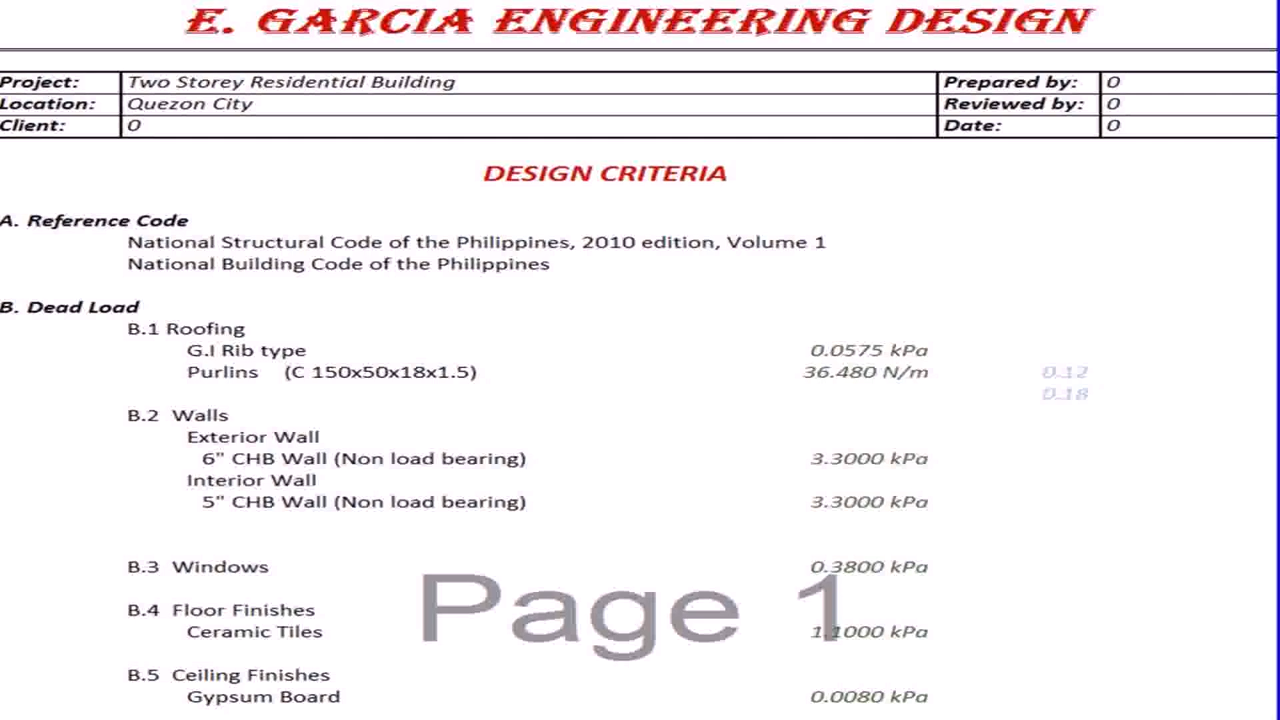 E. GARCIA ENGINEERING DESIGN
Project: Two Storey Residential Building Prepared by: 0
Location: Quezon City Reviewed by: 0
Client: 0 Date: 0
DESIGN CRITERIA
A. Reference Code
National Structural Code of the Philippines, 2010 edition, Volume 1
National Building Code of the Philippines
B. Dead Load
B.1 Roofing
G.I Rib type 0.0575 kPa
Purlins (C 150x50x18x1.5) 36.480 N/m 0.12
0.18
B.2 Walls
Exterior Wall
6" CHB Wall (Non load bearing) 3.3000 kPa
Interior Wall
5" CHB Wall (Non load bearing) 3.3000 kPa
B.3 Windows 0.3800 kPa
Page 1
B.4 Floor Finishes
Ceramic Tiles 1.1000 kPa
B.5 Ceiling Finishes
Gypsum Board 0.0080 kPa